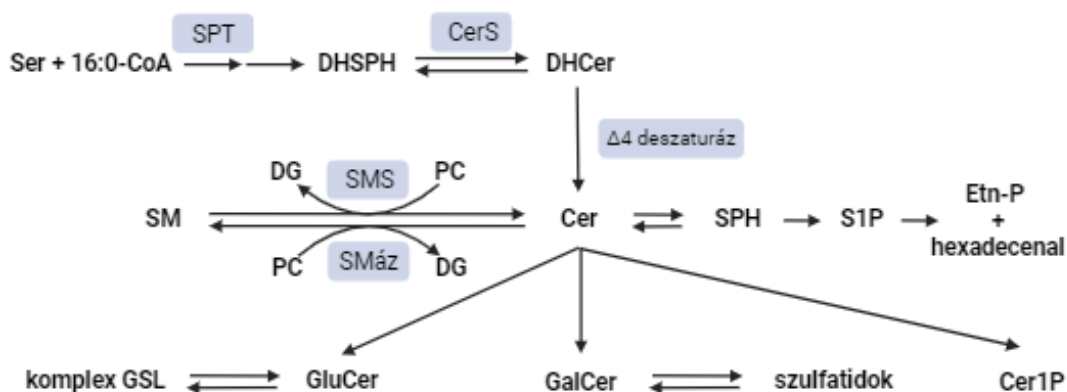 SPT
CerS
Ser + 16:0-CoA
DHSPH
DHCer
Δ4 deszaturáz
DG
SMS
PC
SM
Cer
SPH
S1P
Etn-P
+
hexadecenal
PC
SMáz
DG
komplex GSL
GluCer
GalCer
szulfatidok
Cer1P